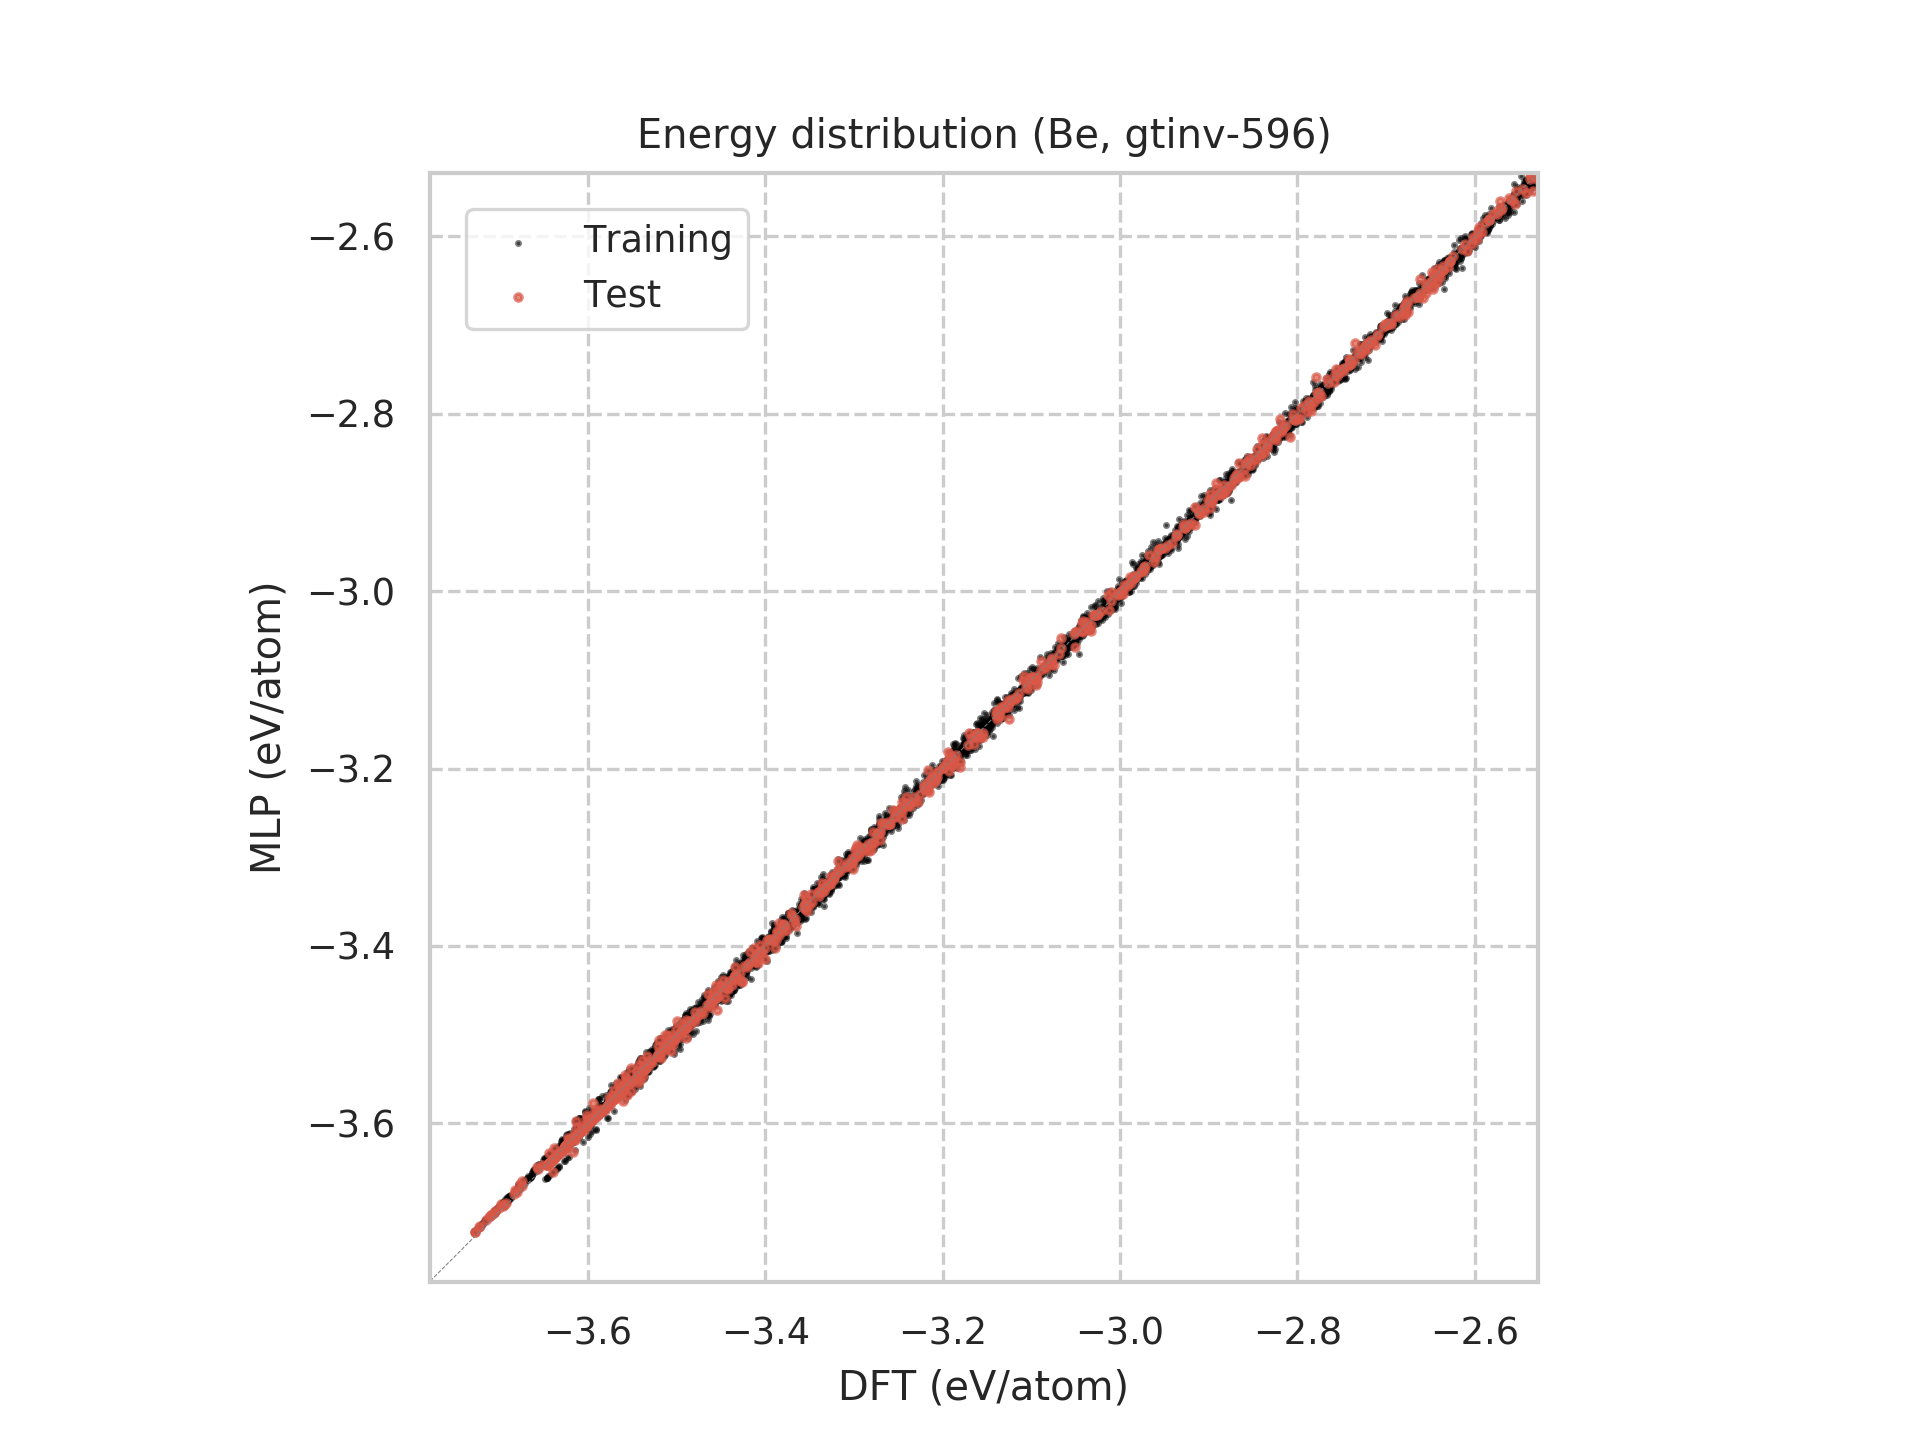 Energy distribution (Be, gtinv-596)
Training
Test
MLP (eV/atom)
−2.6
−2.8
−3.0
−3.2
−3.4
−3.6
−3.6 −3.4 −3.2 −3.0 −2.8 −2.6
DFT (eV/atom)